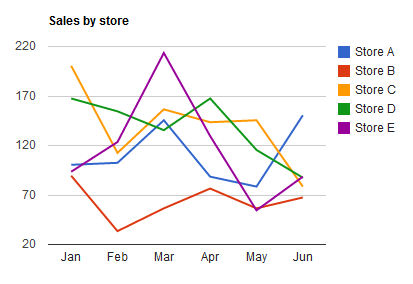 Sales by store
220
170
120
70
20
Jan Feb Mar Apr May Jun
Store A
Store B
Store C
Store D
Store E